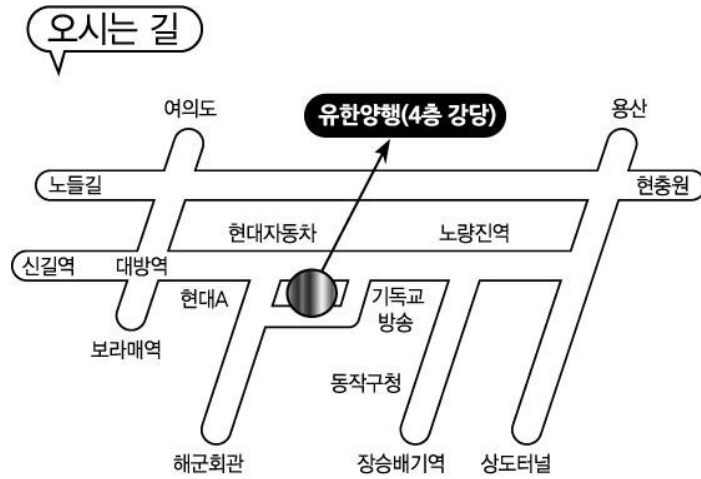 오시는 길
여의도
유한양행(4층 강당)
용산
노들길
현충원
현대자동차
노량진역
신길역
대방역
현대A
기독교
방송
보라매역
동작구청
해군회관
장승배기역
상도터널